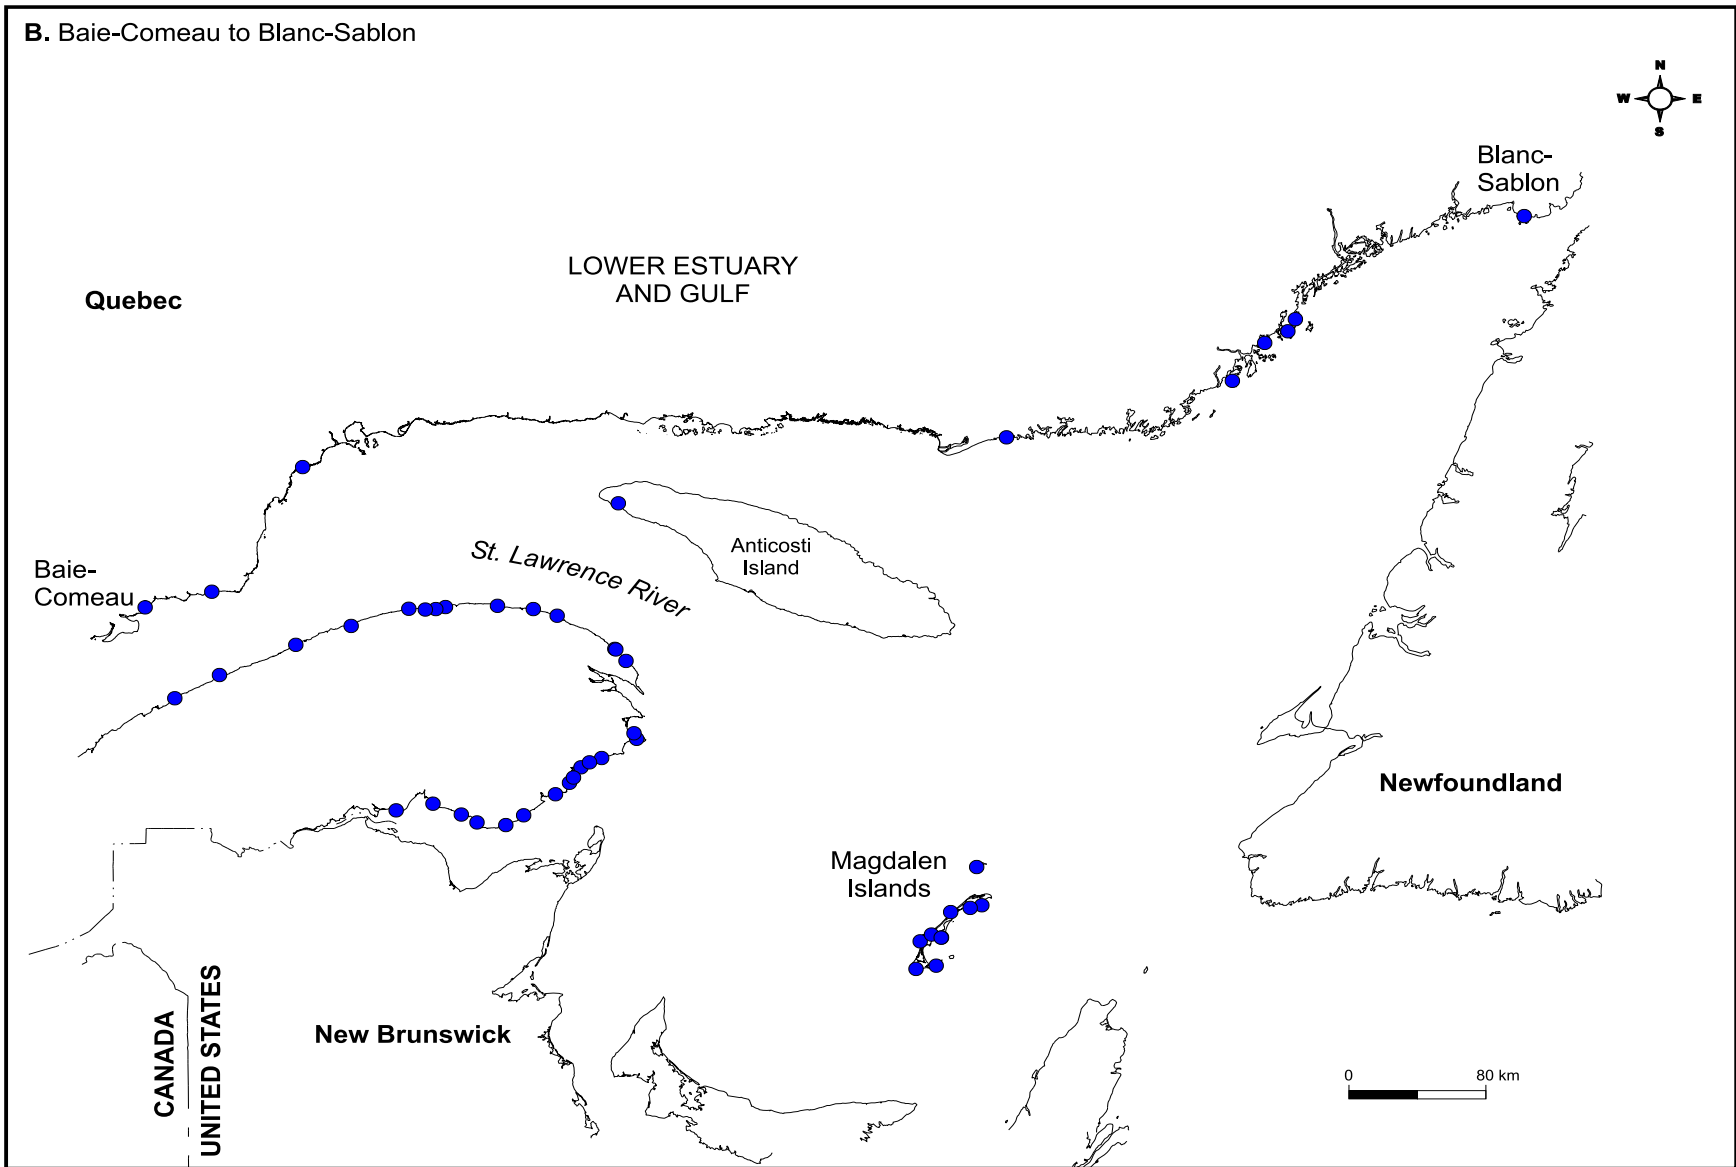 B. Baie-Comeau to Blanc-Sablon
N
W E
S
Blanc-
Sablon
LOWER ESTUARY
AND GULF
Quebec
Anticosti
Island
St. Lawrence River
Baie-
Comeau
Newfoundland
Magdalen
Islands
New Brunswick
CANADA
UNITED STATES
0 80 km